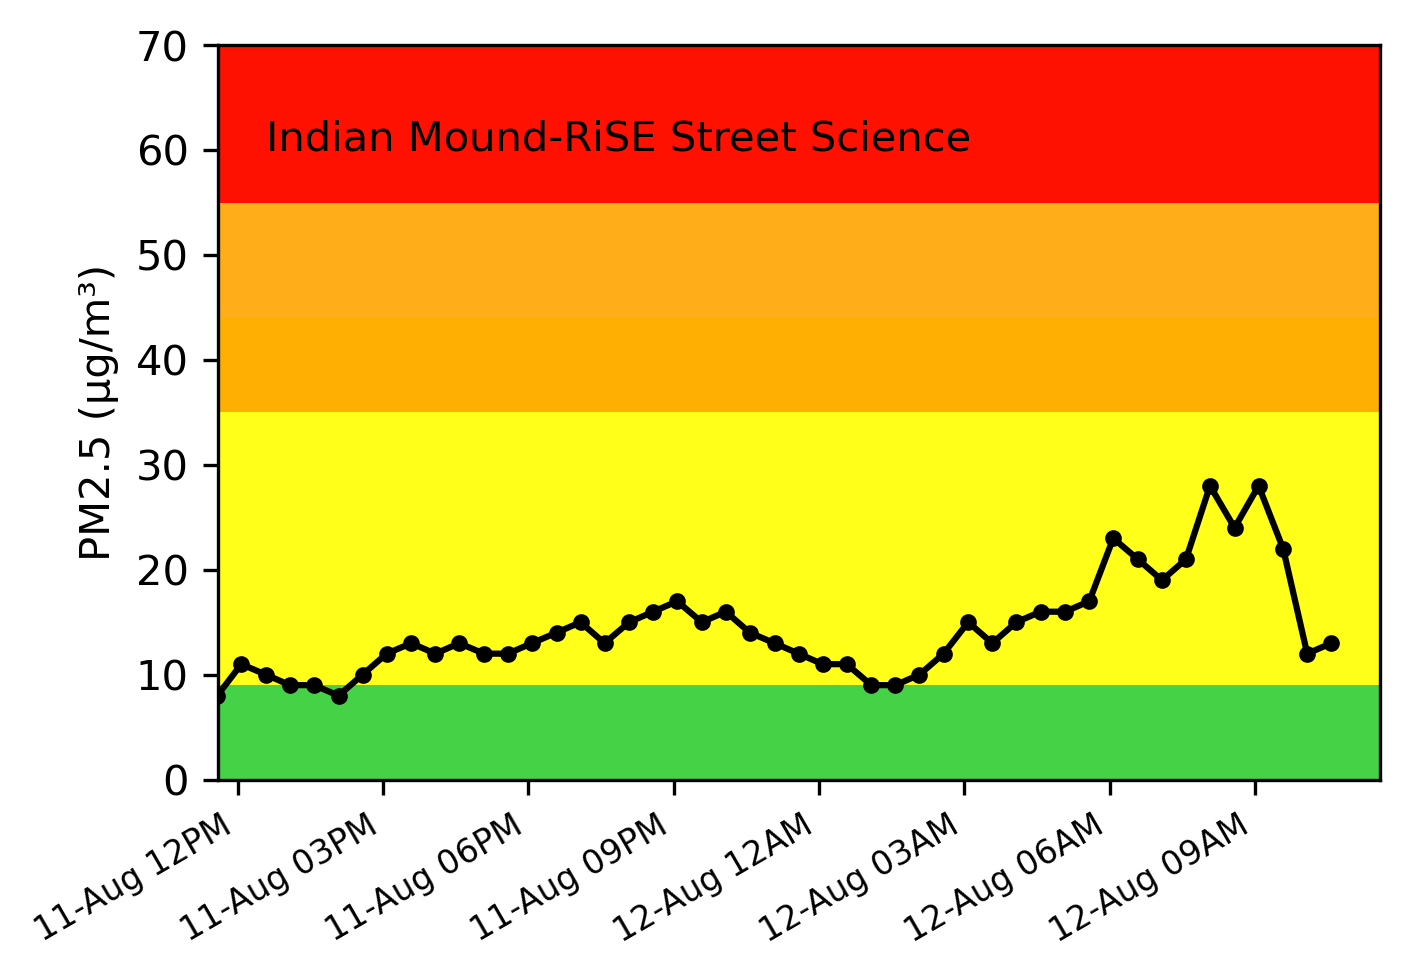 70
Indian Mound-RiSE Street Science
60
50
40
30
20
10
0
PM2.5 (µg/m³)
11-Aug 12PM
11-Aug 03PM
11-Aug 06PM
11-Aug 09PM
12-Aug 12AM
12-Aug 03AM
12-Aug 06AM
12-Aug 09AM